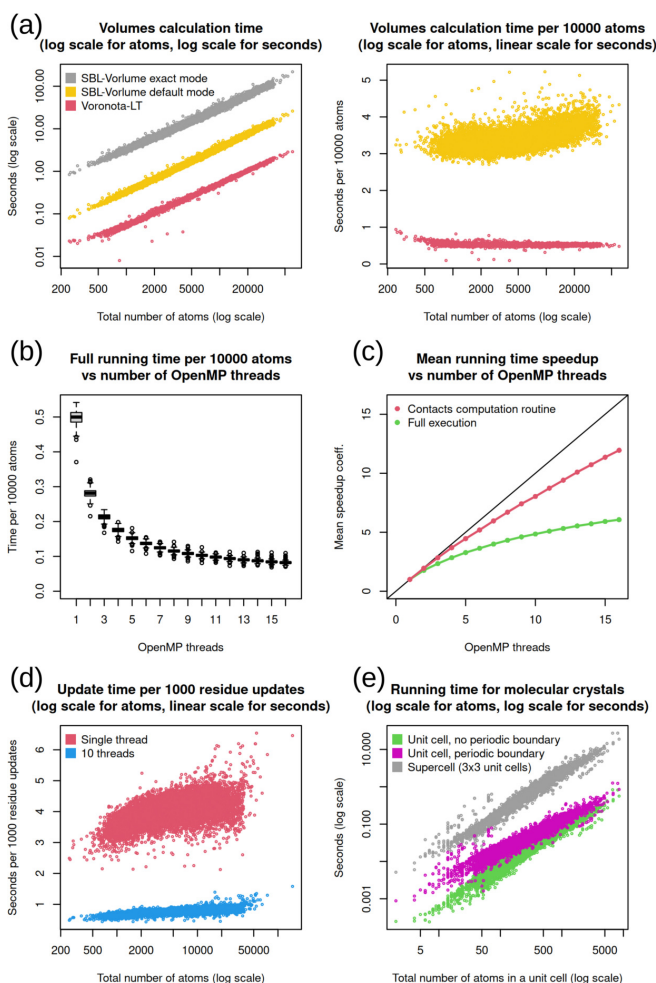 (a)
Volumes calculation time
(log scale for atoms, log scale for seconds)
SBL-Vorlume exact mode
SBL-Vorlume default mode
Voronota-LT
Seconds (log scale)
100.00
10.00
1.00
0.10
0.01
200 500 2000 5000 20000
Total number of atoms (log scale)
Volumes calculation time per 10000 atoms
(log scale for atoms, linear scale for seconds)
Seconds per 10000 atoms
5
4
3
2
1
0
200 500 2000 5000 20000
Total number of atoms (log scale)
(b)
Full running time per 10000 atoms
vs number of OpenMP threads
Time per 10000 atoms
0.5
0.4
0.3
0.2
0.1
0.0
1 3 5 7 9 11 13 15
OpenMP threads
(c)
Mean running time speedup
vs number of OpenMP threads
Contacts computation routine
Full execution
Mean speedup coeff.
15
10
5
0
0 5 10 15
OpenMP threads
(d)
Update time per 1000 residue updates
(log scale for atoms, linear scale for seconds)
Single thread
10 threads
Seconds per 1000 residue updates
6
5
4
3
2
1
200 500 2000 10000 50000
Total number of atoms (log scale)
(e)
Running time for molecular crystals
(log scale for atoms, log scale for seconds)
Unit cell, no periodic boundary
Unit cell, periodic boundary
Supercell (3x3 unit cells)
Seconds (log scale)
10.000
0.100
0.001
5 50 500 5000
Total number of atoms in a unit cell (log scale)